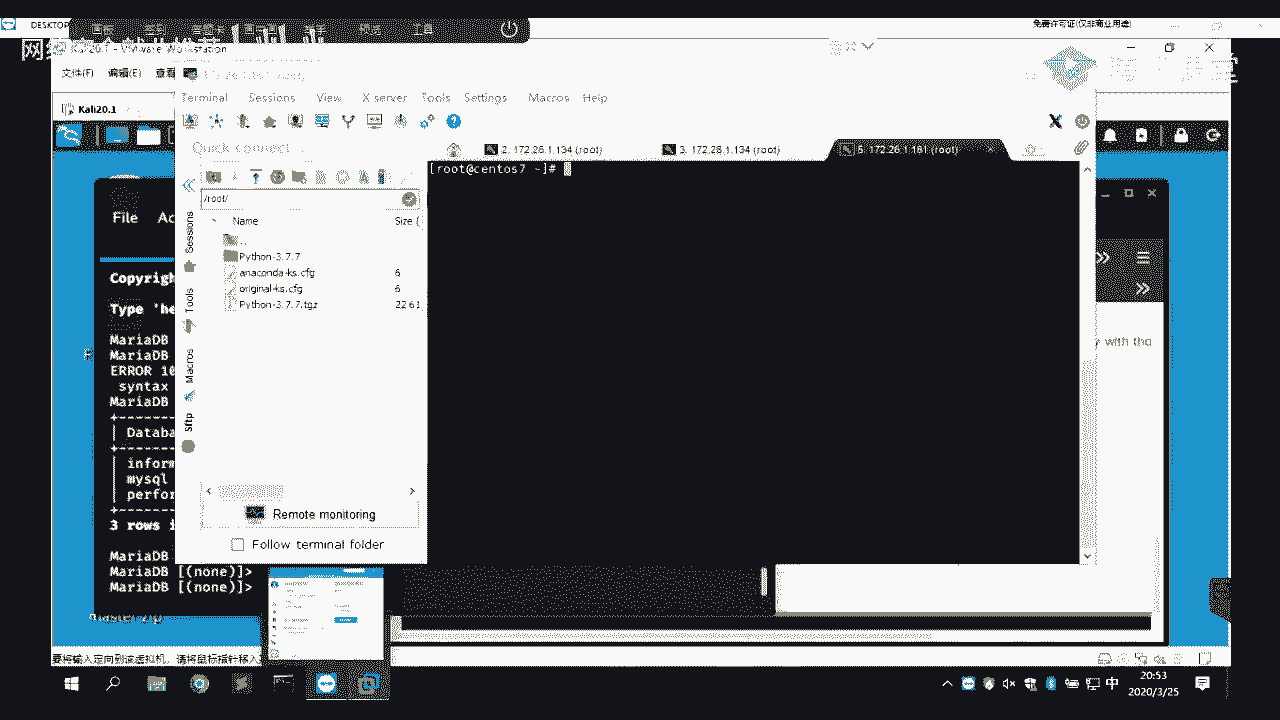 DESKTOP
免费许可证(仅非商业用途)
Kali20.1 - VMware Workstation
文件(F) 编辑(E) 查看
Kali20.1
Terminal Sessions View X server Tools Settings Macros Help
Quick connect...
2. 172.26.1.134 (root)
3. 172.26.1.134 (root)
5. 172.26.1.181 (root)
/root/
Name Size (
..
Python-3.7.7
anaconda-ks.cfg 6
original-ks.cfg 6
Python-3.7.7.tgz 22 61
Sessions
Tools
Macros
Sftp
Remote monitoring
Follow terminal folder
[root@centos7 ~]#
File Ac
Copyrigh
Type 'he
MariaDB
MariaDB
ERROR 10
syntax
MariaDB
Databa
inform
mysql
perfor
3 rows i
MariaDB
MariaDB [(none)]>
MariaDB [(none)]>
with the
master.zip
要将输入定向到该虚拟机，请将鼠标指针移入
中
20:53
2020/3/25